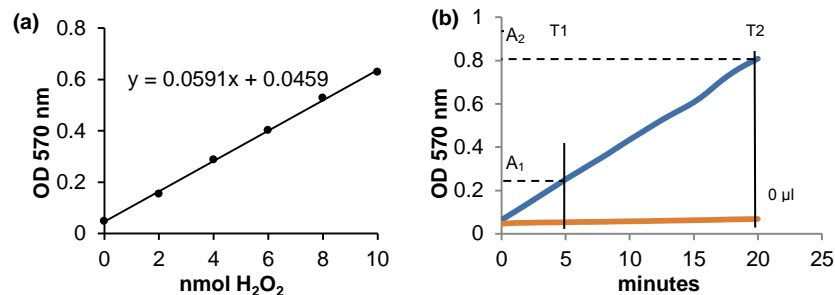 (a)
0.8
0.6
0.4
0.2
0
OD 570 nm
y = 0.0591x + 0.0459
0 2 4 6 8 10
nmol H₂O₂
(b)
1
0.8
0.6
0.4
0.2
0
OD 570 nm
A₂ T1 T2
A₁
0 µl
0 5 10 15 20 25
minutes